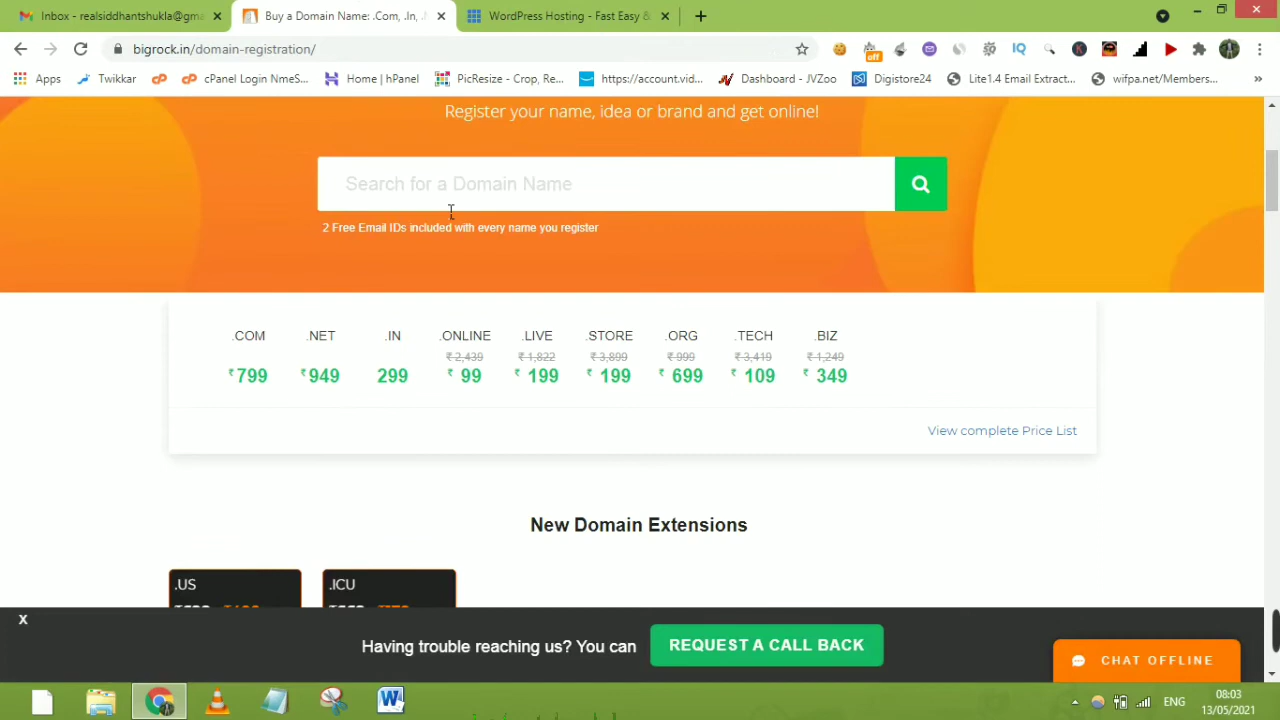 Inbox - realsiddhantshukla@gma
Buy a Domain Name: .Com, .In, .
WordPress Hosting - Fast Easy &
bigrock.in/domain-registration/
off
IQ
K
Apps
Twikkar
cPanel Login NmeS...
Home | hPanel
PicResize - Crop, Re...
https://account.vid...
Dashboard - JVZoo
Digistore24
Lite1.4 Email Extract...
wifpa.net/Members...
»
Register your name, idea or brand and get online!
Search for a Domain Name
2 Free Email IDs included with every name you register
.COM .NET .IN .ONLINE .LIVE .STORE .ORG .TECH .BIZ
₹ 2,439 ₹ 1,822 ₹ 3,899 ₹ 999 ₹ 3,419 ₹ 1,249
₹799 ₹949 299 ₹ 99 ₹ 199 ₹ 199 ₹ 699 ₹ 109 ₹ 349
View complete Price List
New Domain Extensions
.US .ICU
X
Having trouble reaching us? You can
REQUEST A CALL BACK
CHAT OFFLINE
ENG
08:03
13/05/2021